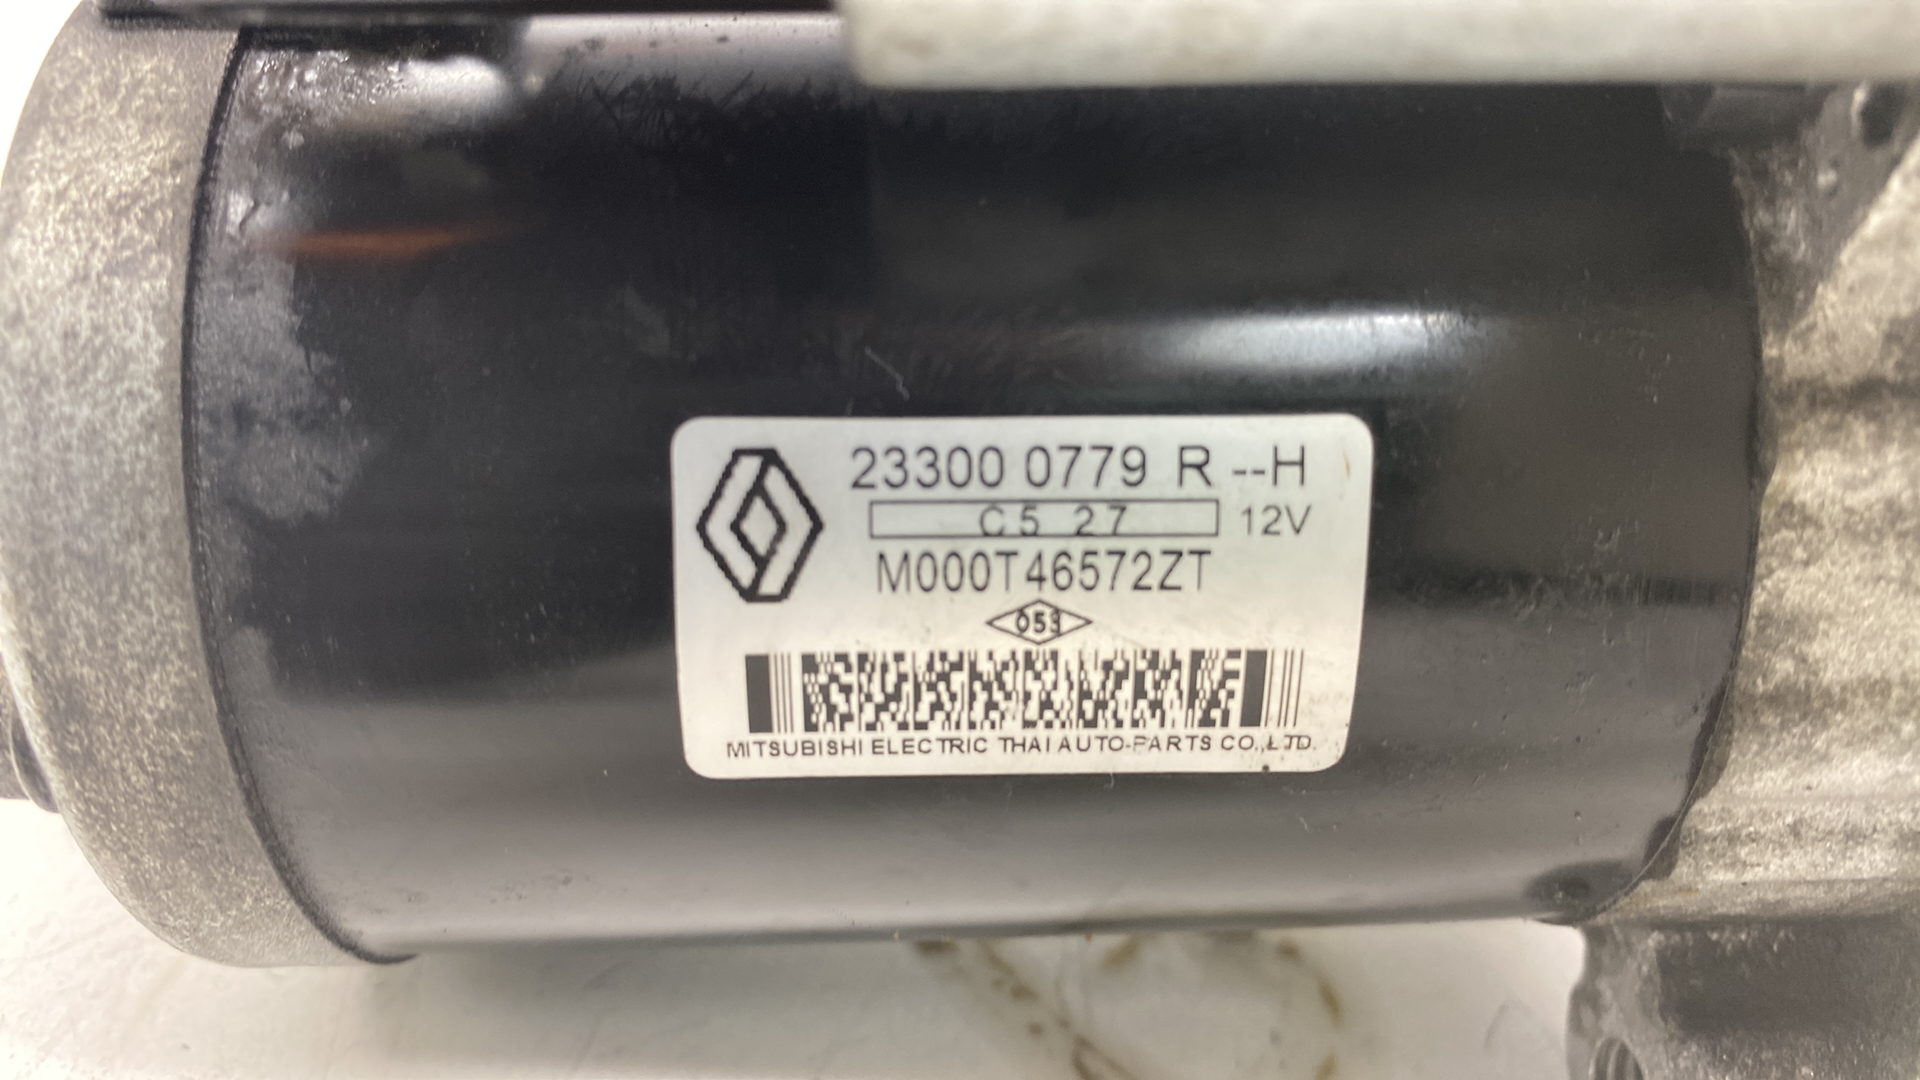 23300 0779 R --H
C5 27 12V
M000T46572ZT
053
MITSUBISHI ELECTRIC THAI AUTO-PARTS CO.,LTD.